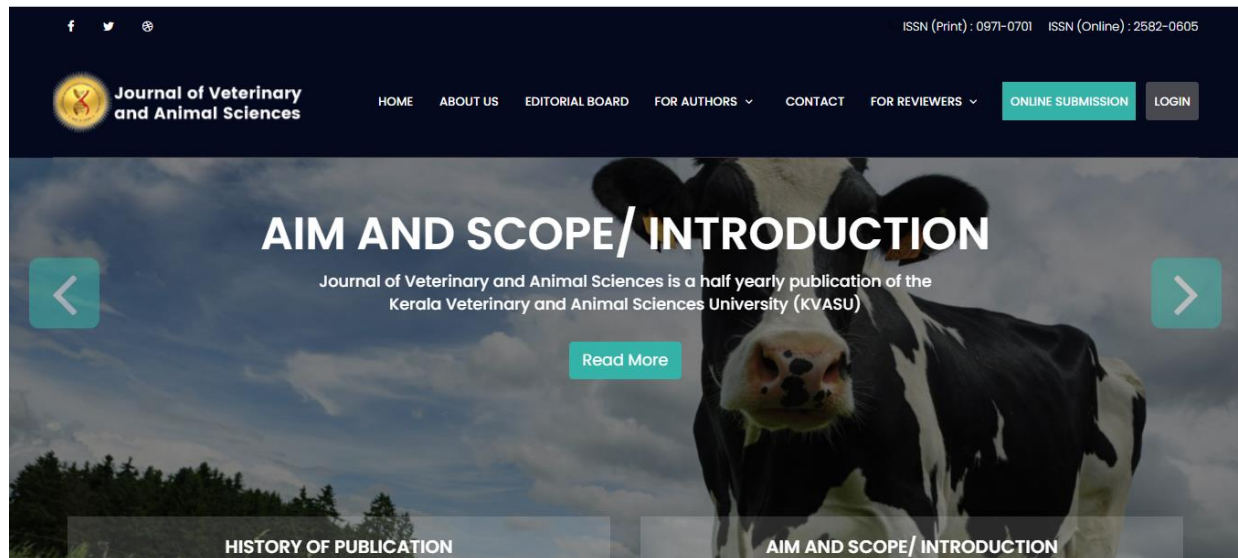 ISSN (Print) : 0971-0701 ISSN (Online) : 2582-0605
Journal of Veterinary
and Animal Sciences
HOME ABOUT US EDITORIAL BOARD FOR AUTHORS CONTACT FOR REVIEWERS ONLINE SUBMISSION LOGIN
AIM AND SCOPE/ INTRODUCTION
Journal of Veterinary and Animal Sciences is a half yearly publication of the
Kerala Veterinary and Animal Sciences University (KVASU)
Read More
HISTORY OF PUBLICATION AIM AND SCOPE/ INTRODUCTION